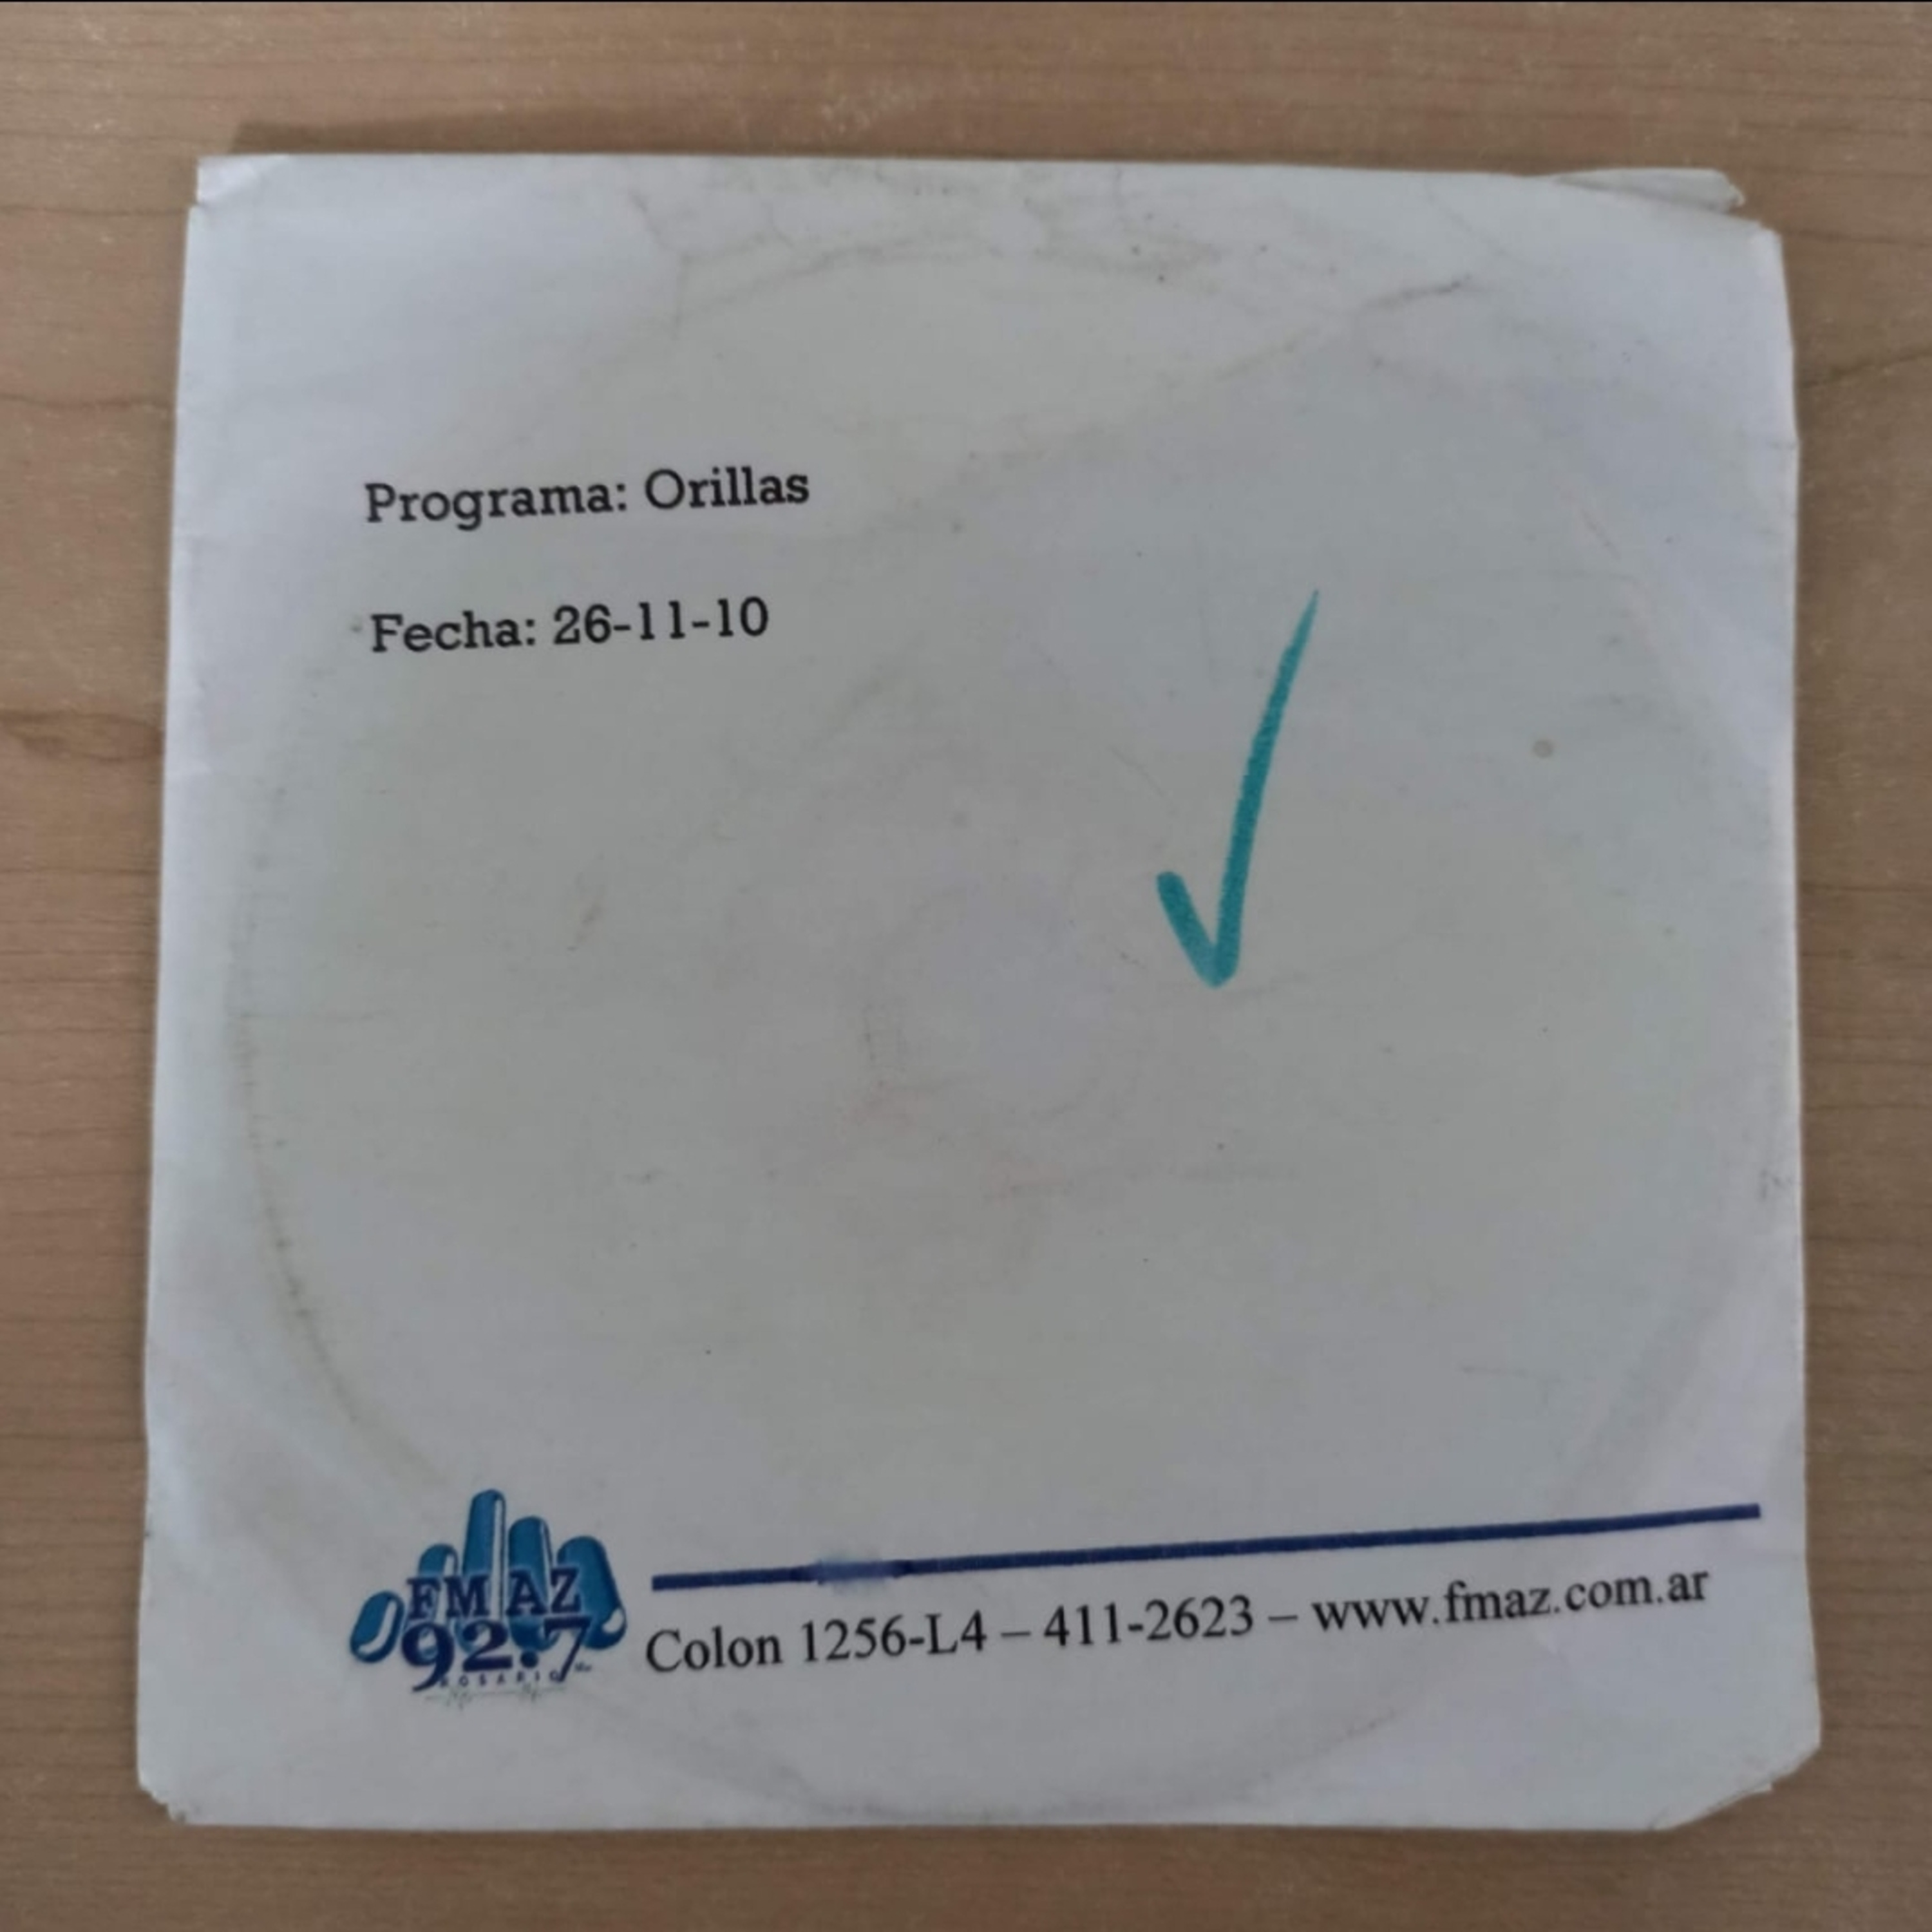 Programa: Orillas
Fecha: 26-11-10
FM AZ
92.7
ROSARIO
Colon 1256-L4 – 411-2623 – www.fmaz.com.ar